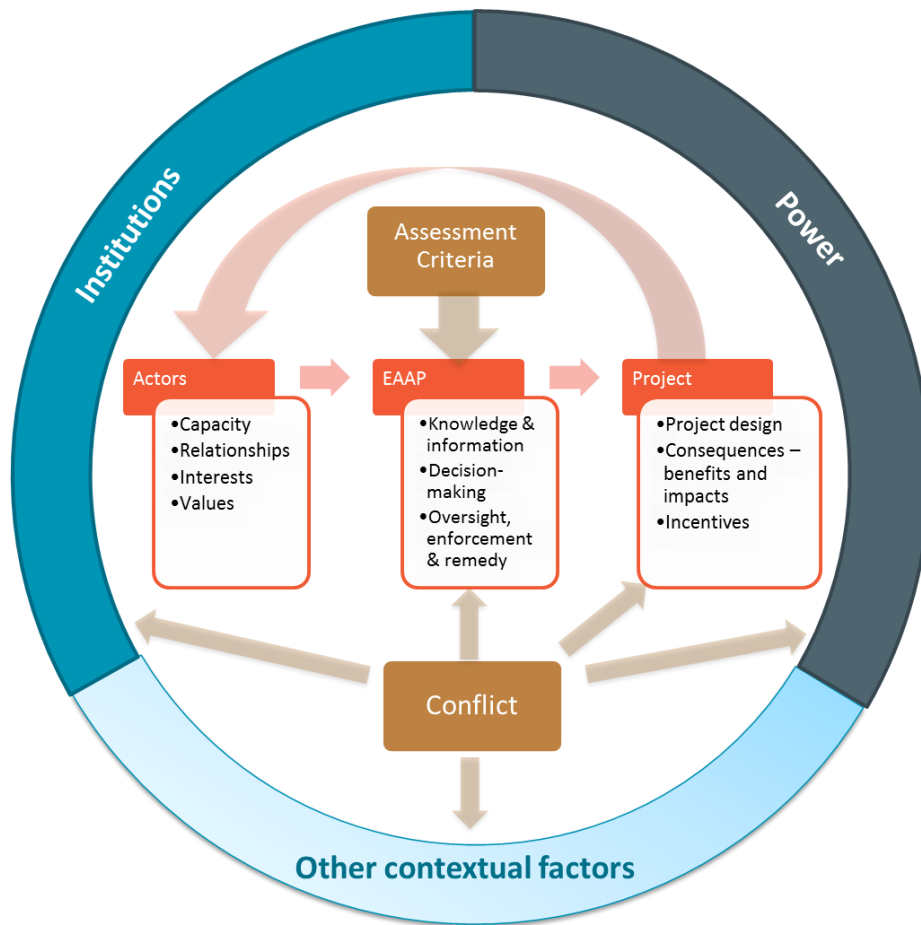 Institutions
Power
Assessment
Criteria
Actors
•Capacity
•Relationships
•Interests
•Values
EAAP
•Knowledge &
information
•Decision-
making
•Oversight,
enforcement
& remedy
Project
•Project design
•Consequences –
benefits and
impacts
•Incentives
Conflict
Other contextual factors